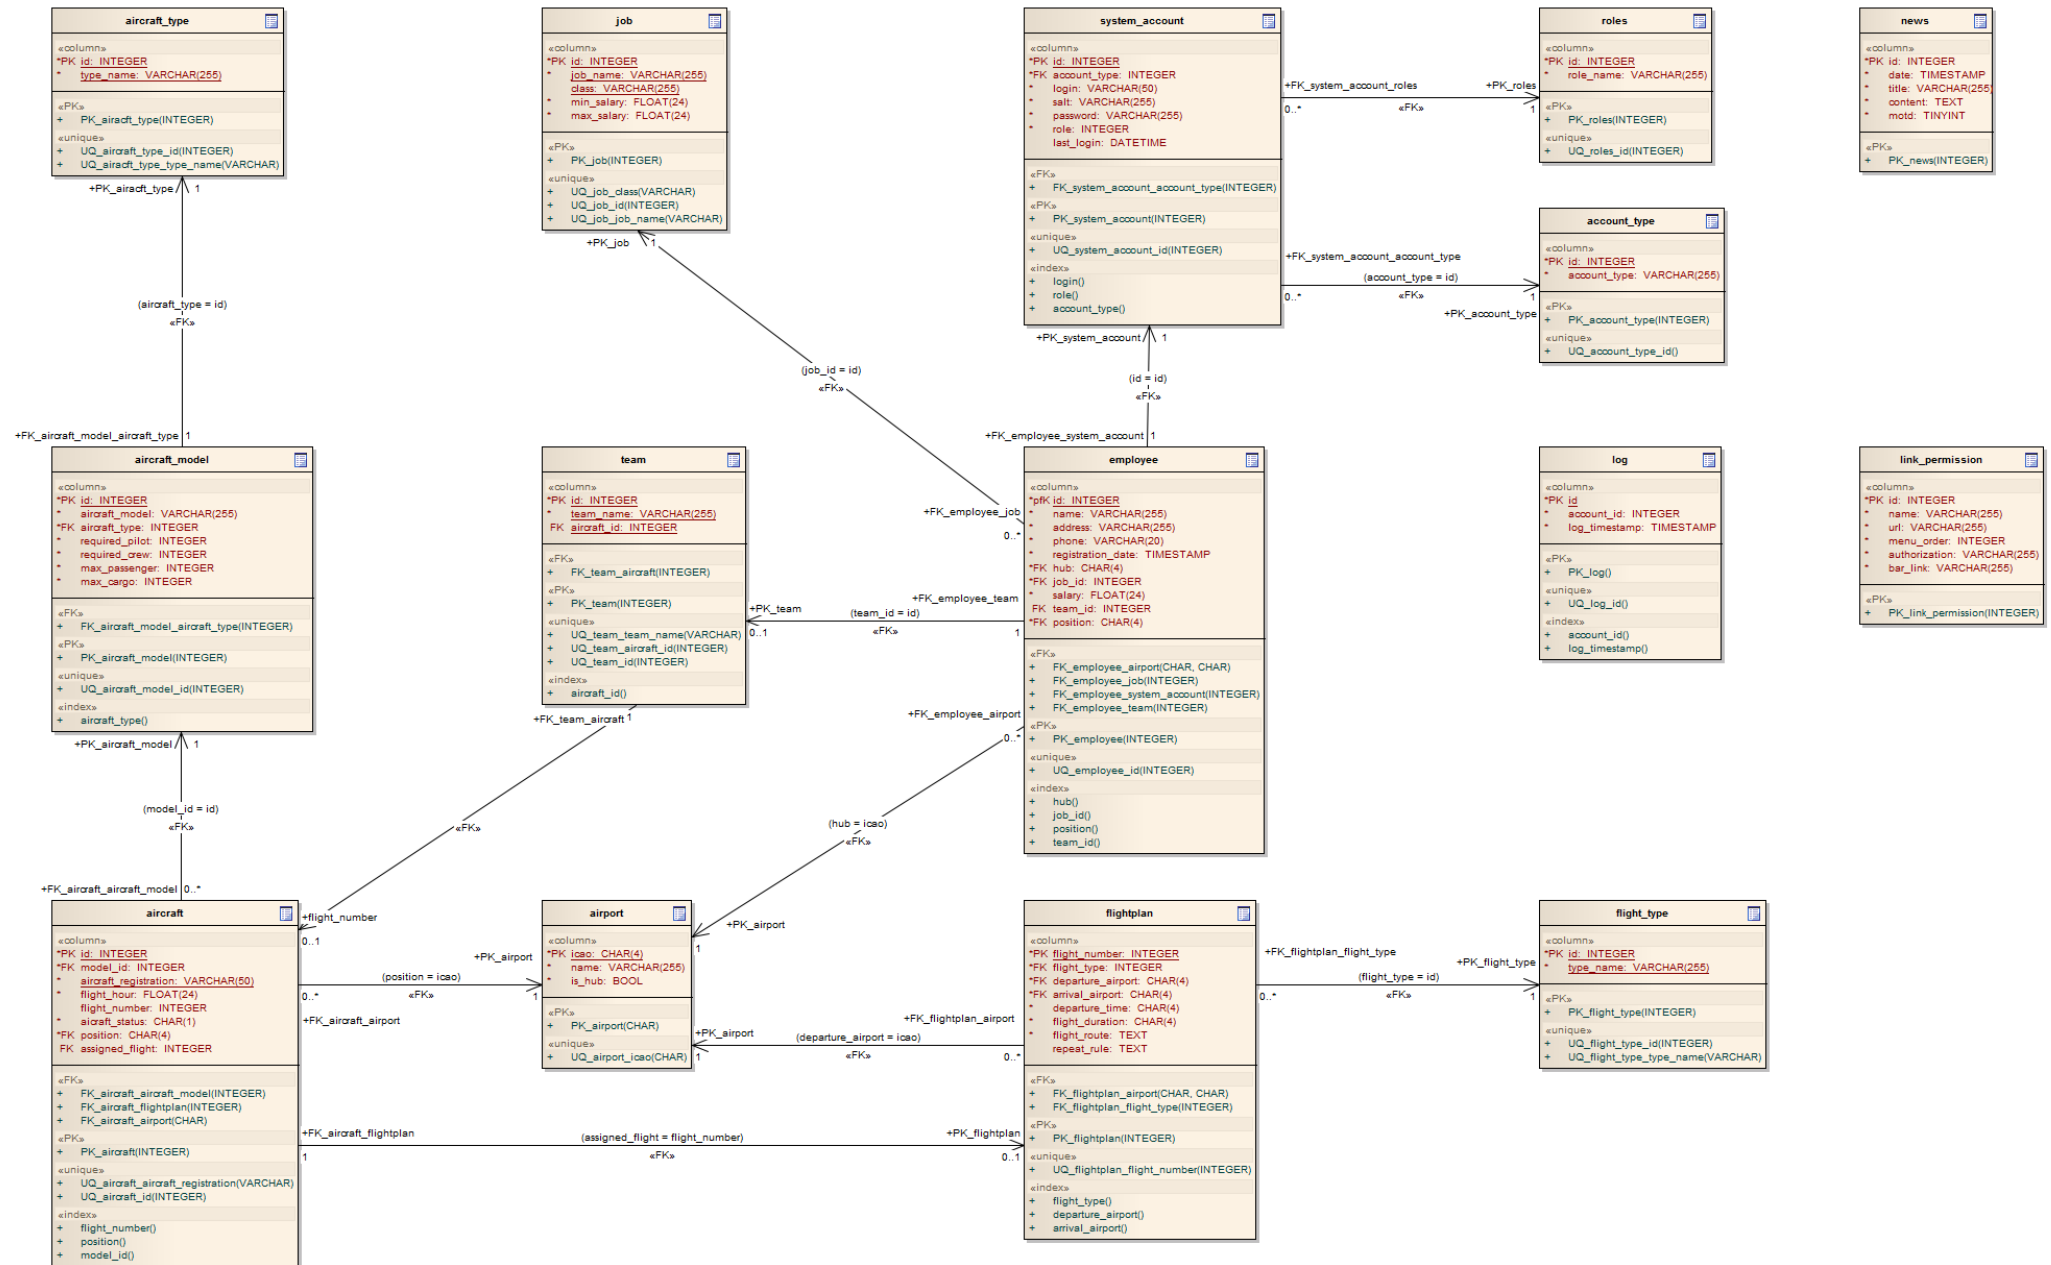 aircraft_type
«column»
*PK id: INTEGER
* type_name: VARCHAR(255)
«PK»
+ PK_airacft_type(INTEGER)
«unique»
+ UQ_aircraft_type_id(INTEGER)
+ UQ_airacft_type_type_name(VARCHAR)
job
«column»
*PK id: INTEGER
* job_name: VARCHAR(255)
class: VARCHAR(255)
* min_salary: FLOAT(24)
* max_salary: FLOAT(24)
«PK»
+ PK_job(INTEGER)
«unique»
+ UQ_job_class(VARCHAR)
+ UQ_job_id(INTEGER)
+ UQ_job_job_name(VARCHAR)
system_account
«column»
*PK id: INTEGER
*FK account_type: INTEGER
* login: VARCHAR(50)
* salt: VARCHAR(255)
* password: VARCHAR(255)
* role: INTEGER
last_login: DATETIME
«FK»
+ FK_system_account_account_type(INTEGER)
«PK»
+ PK_system_account(INTEGER)
«unique»
+ UQ_system_account_id(INTEGER)
«index»
+ login()
+ role()
+ account_type()
+FK_system_account_roles
0..*
«FK»
+PK_roles
1
roles
«column»
*PK id: INTEGER
* role_name: VARCHAR(255)
«PK»
+ PK_roles(INTEGER)
«unique»
+ UQ_roles_id(INTEGER)
news
«column»
*PK id: INTEGER
* date: TIMESTAMP
* title: VARCHAR(255)
* content: TEXT
* motd: TINYINT
«PK»
+ PK_news(INTEGER)
+FK_system_account_account_type
(account_type = id)
0..*
«FK»
1
+PK_account_type
account_type
«column»
*PK id: INTEGER
* account_type: VARCHAR(255)
«PK»
+ PK_account_type(INTEGER)
«unique»
+ UQ_account_type_id()
+PK_airacft_type
1
(aircraft_type = id)
«FK»
+FK_aircraft_model_aircraft_type
1
+PK_job
1
(job_id = id)
«FK»
+FK_employee_job
0..*
+PK_system_account
1
(id = id)
«FK»
+FK_employee_system_account
1
aircraft_model
«column»
*PK id: INTEGER
* aircraft_model: VARCHAR(255)
*FK aircraft_type: INTEGER
* required_pilot: INTEGER
* required_crew: INTEGER
* max_passenger: INTEGER
* max_cargo: INTEGER
«FK»
+ FK_aircraft_model_aircraft_type(INTEGER)
«PK»
+ PK_aircraft_model(INTEGER)
«unique»
+ UQ_aircraft_model_id(INTEGER)
«index»
+ aircraft_type()
team
«column»
*PK id: INTEGER
* team_name: VARCHAR(255)
FK aircraft_id: INTEGER
«FK»
+ FK_team_aircraft(INTEGER)
«PK»
+ PK_team(INTEGER)
«unique»
+ UQ_team_team_name(VARCHAR)
+ UQ_team_aircraft_id(INTEGER)
+ UQ_team_id(INTEGER)
«index»
+ aircraft_id()
+PK_team
0..1
(team_id = id)
«FK»
+FK_employee_team
1
employee
«column»
*pfK id: INTEGER
* name: VARCHAR(255)
* address: VARCHAR(255)
* phone: VARCHAR(20)
* registration_date: TIMESTAMP
*FK hub: CHAR(4)
*FK job_id: INTEGER
* salary: FLOAT(24)
FK team_id: INTEGER
*FK position: CHAR(4)
«FK»
+ FK_employee_airport(CHAR, CHAR)
+ FK_employee_job(INTEGER)
+ FK_employee_system_account(INTEGER)
+ FK_employee_team(INTEGER)
«PK»
+ PK_employee(INTEGER)
«unique»
+ UQ_employee_id(INTEGER)
«index»
+ hub()
+ job_id()
+ position()
+ team_id()
log
«column»
*PK id
* account_id: INTEGER
* log_timestamp: TIMESTAMP
«PK»
+ PK_log()
«unique»
+ UQ_log_id()
«index»
+ account_id()
+ log_timestamp()
link_permission
«column»
*PK id: INTEGER
* name: VARCHAR(255)
* url: VARCHAR(255)
* menu_order: INTEGER
* authorization: VARCHAR(255)
* bar_link: VARCHAR(255)
«PK»
+ PK_link_permission(INTEGER)
+PK_aircraft_model
1
(model_id = id)
«FK»
+FK_aircraft_aircraft_model
0..*
+FK_team_aircraft
1
«FK»
+flight_number
0..1
+FK_employee_airport
0..*
(hub = icao)
«FK»
+PK_airport
1
aircraft
«column»
*PK id: INTEGER
*FK model_id: INTEGER
* aircraft_registration: VARCHAR(50)
* flight_hour: FLOAT(24)
flight_number: INTEGER
* aicraft_status: CHAR(1)
*FK position: CHAR(4)
FK assigned_flight: INTEGER
«FK»
+ FK_aircraft_aircraft_model(INTEGER)
+ FK_aircraft_flightplan(INTEGER)
+ FK_aircraft_airport(CHAR)
«PK»
+ PK_aircraft(INTEGER)
«unique»
+ UQ_aircraft_aircraft_registration(VARCHAR)
+ UQ_aircraft_id(INTEGER)
«index»
+ flight_number()
+ position()
+ model_id()
+PK_airport
(position = icao)
0..*
«FK»
1
+FK_aircraft_airport
airport
«column»
*PK icao: CHAR(4)
* name: VARCHAR(255)
* is_hub: BOOL
«PK»
+ PK_airport(CHAR)
«unique»
+ UQ_airport_icao(CHAR)
+FK_flightplan_airport
+PK_airport
(departure_airport = icao)
1
«FK»
0..*
+FK_aircraft_flightplan
(assigned_flight = flight_number)
+PK_flightplan
1
«FK»
0..1
flightplan
«column»
*PK flight_number: INTEGER
*FK flight_type: INTEGER
*FK departure_airport: CHAR(4)
*FK arrival_airport: CHAR(4)
* departure_time: CHAR(4)
* flight_duration: CHAR(4)
* flight_route: TEXT
repeat_rule: TEXT
«FK»
+ FK_flightplan_airport(CHAR, CHAR)
+ FK_flightplan_flight_type(INTEGER)
«PK»
+ PK_flightplan(INTEGER)
«unique»
+ UQ_flightplan_flight_number(INTEGER)
«index»
+ flight_type()
+ departure_airport()
+ arrival_airport()
+FK_flightplan_flight_type
+PK_flight_type
(flight_type = id)
0..*
«FK»
1
flight_type
«column»
*PK id: INTEGER
* type_name: VARCHAR(255)
«PK»
+ PK_flight_type(INTEGER)
«unique»
+ UQ_flight_type_id(INTEGER)
+ UQ_flight_type_type_name(VARCHAR)